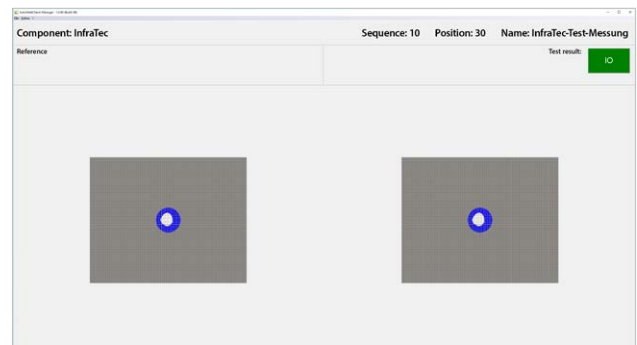 Component: InfraTec
Sequence: 10 Position: 30 Name: InfraTec-Test-Messung
Reference
Test result:
IO